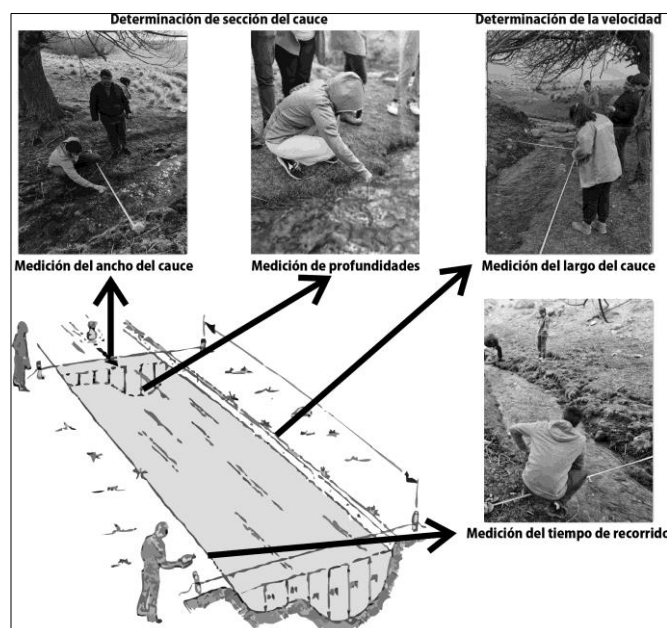 Determinación de sección del cauce
Determinación de la velocidad
Medición del ancho del cauce
Medición de profundidades
Medición del largo del cauce
Medición del tiempo de recorrido